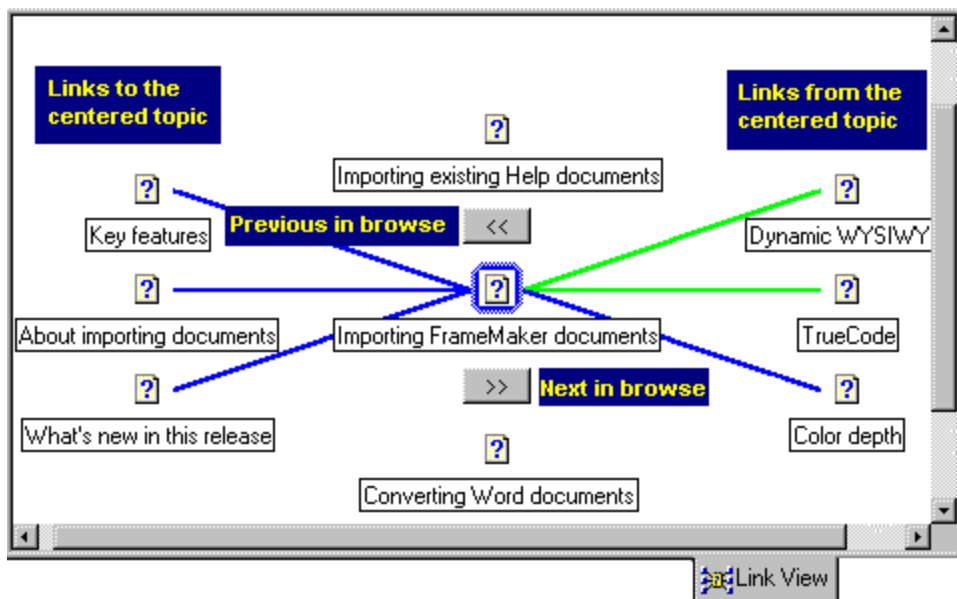 Links to the
centered topic
Links from the
centered topic
?
Importing existing Help documents
?
?
Key features
Previous in browse
<<
Dynamic WYSIWY
?
?
?
About importing documents
Importing FrameMaker documents
TrueCode
?
>>
Next in browse
?
What's new in this release
?
Color depth
Converting Word documents
Link View